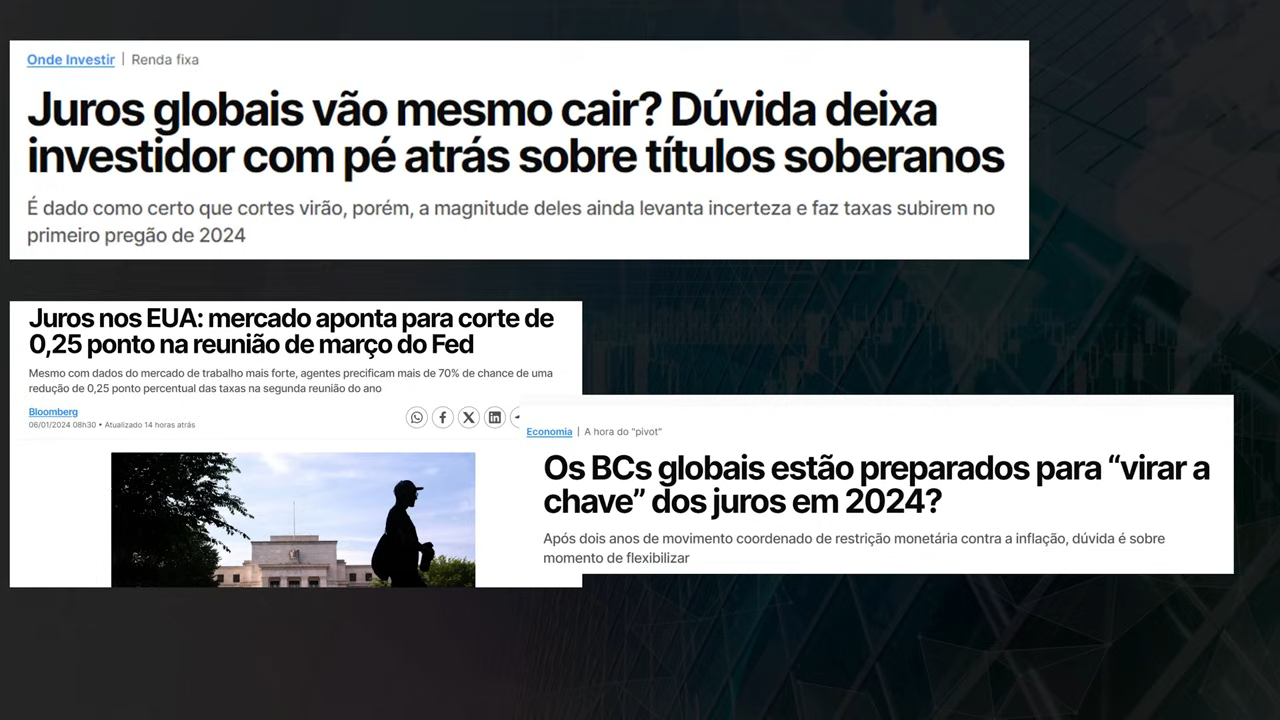 Onde Investir | Renda fixa
Juros globais vão mesmo cair? Dúvida deixa
investidor com pé atrás sobre títulos soberanos
É dado como certo que cortes virão, porém, a magnitude deles ainda levanta incerteza e faz taxas subirem no
primeiro pregão de 2024
Juros nos EUA: mercado aponta para corte de
0,25 ponto na reunião de março do Fed
Mesmo com dados do mercado de trabalho mais forte, agentes precificam mais de 70% de chance de uma
redução de 0,25 ponto percentual das taxas na segunda reunião do ano
Bloomberg
06/01/2024 08h30 • Atualizado 14 horas atrás
Economia | A hora do "pivot"
Os BCs globais estão preparados para “virar a
chave” dos juros em 2024?
Após dois anos de movimento coordenado de restrição monetária contra a inflação, dúvida é sobre
momento de flexibilizar